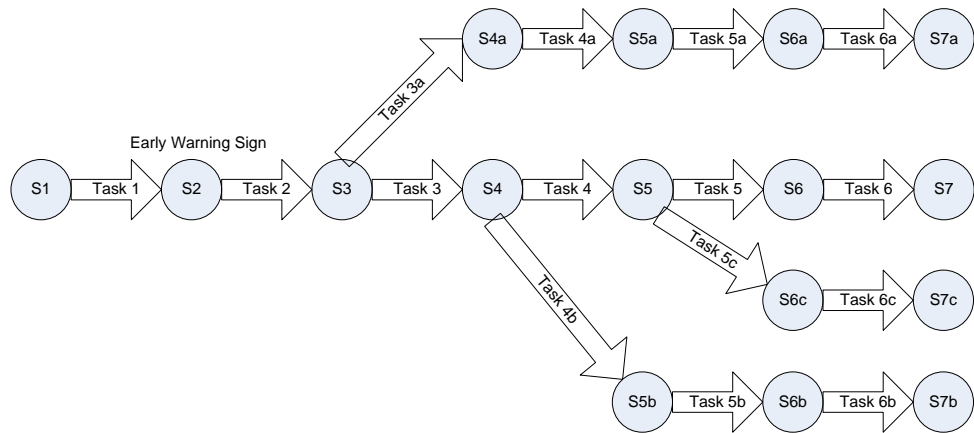 S4a
Task 4a
S5a
Task 5a
S6a
Task 6a
S7a
Task 3a
Early Warning Sign
S1
Task 1
S2
Task 2
S3
Task 3
S4
Task 4
S5
Task 5
S6
Task 6
S7
Task 5c
Task 4b
S6c
Task 6c
S7c
S5b
Task 5b
S6b
Task 6b
S7b